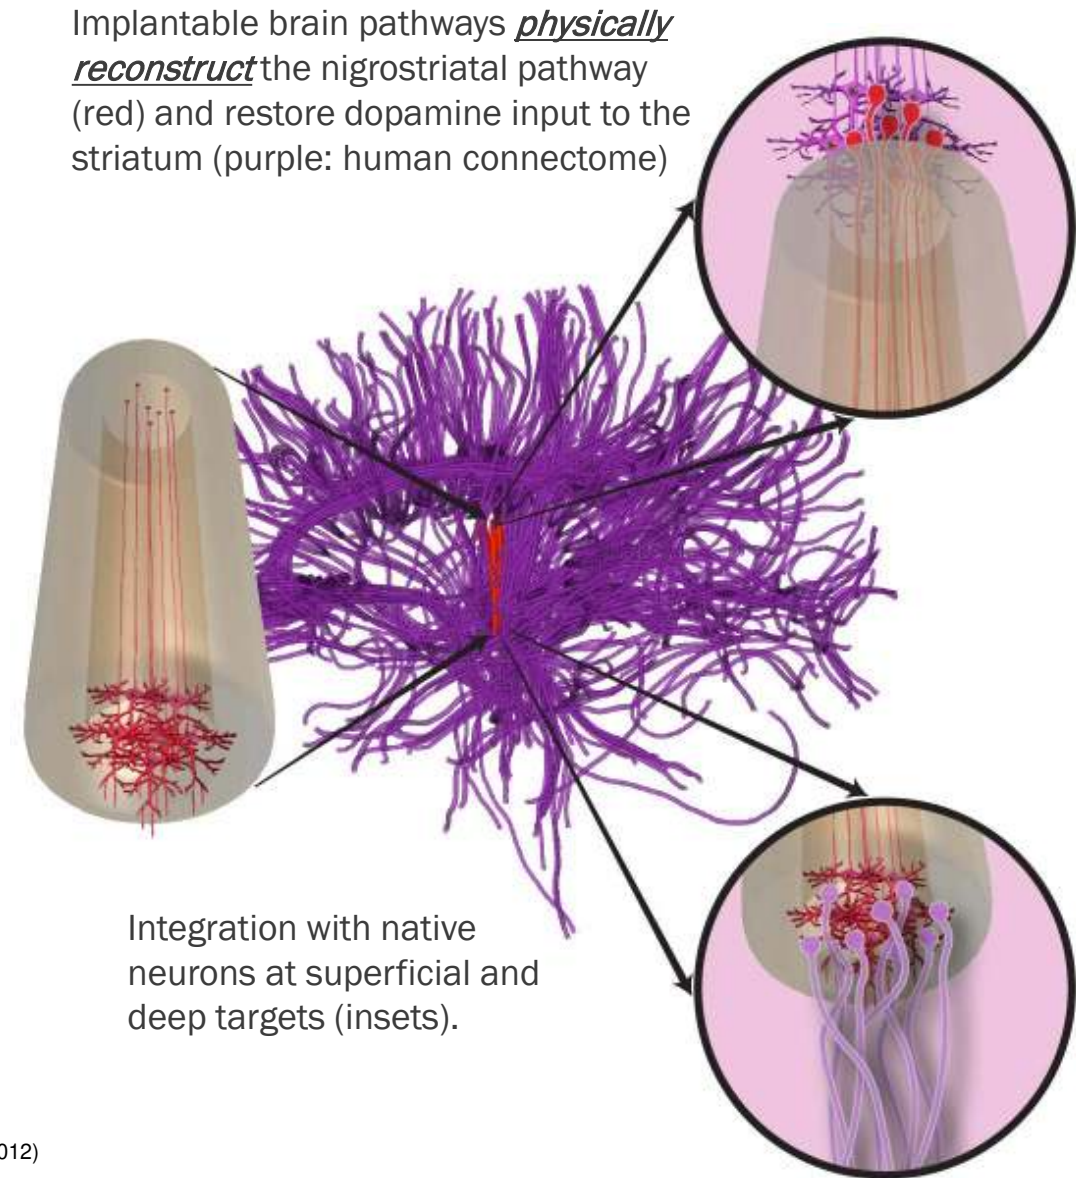 Implantable brain pathways physically
reconstruct the nigrostriatal pathway
(red) and restore dopamine input to the
striatum (purple: human connectome)
Integration with native
neurons at superficial and
deep targets (insets).
012)